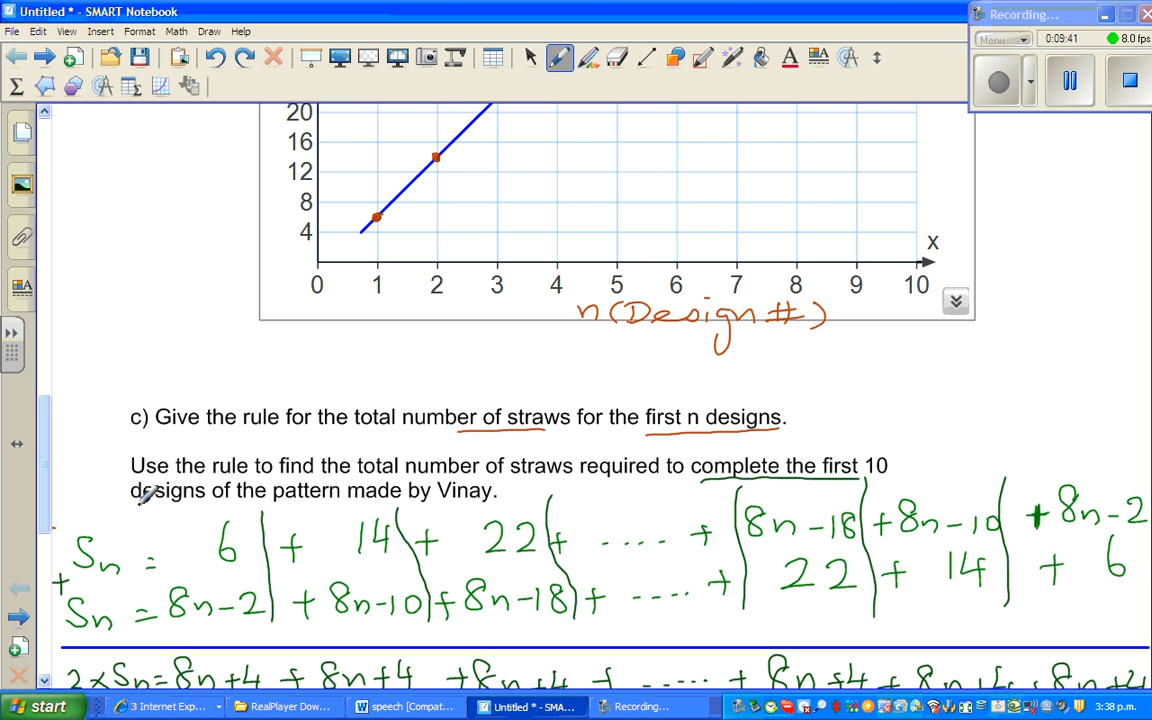 Untitled * - SMART Notebook
Recording...
File Edit View Insert Format Math Draw Help
Menu 0:09:41 8.0 fps
20
16
12
8
4
x
0 1 2 3 4 5 6 7 8 9 10
n (Design #)
c) Give the rule for the total number of straws for the first n designs.
Use the rule to find the total number of straws required to complete the first 10
designs of the pattern made by Vinay.
Sn = 6 + 14 + 22 + .... + 8n-18 + 8n-10 + 8n-2
+
Sn = 8n-2 + 8n-10 + 8n-18 + .... + 22 + 14 + 6
2×Sn = 8n+4 + 8n+4 + 8n+4 + ..... + 8n+4 + 8n+4 + 8n+4
start 3 Internet Exp... RealPlayer Dow... speech [Compat... Untitled * - SMA... Recording... 3:38 p.m.